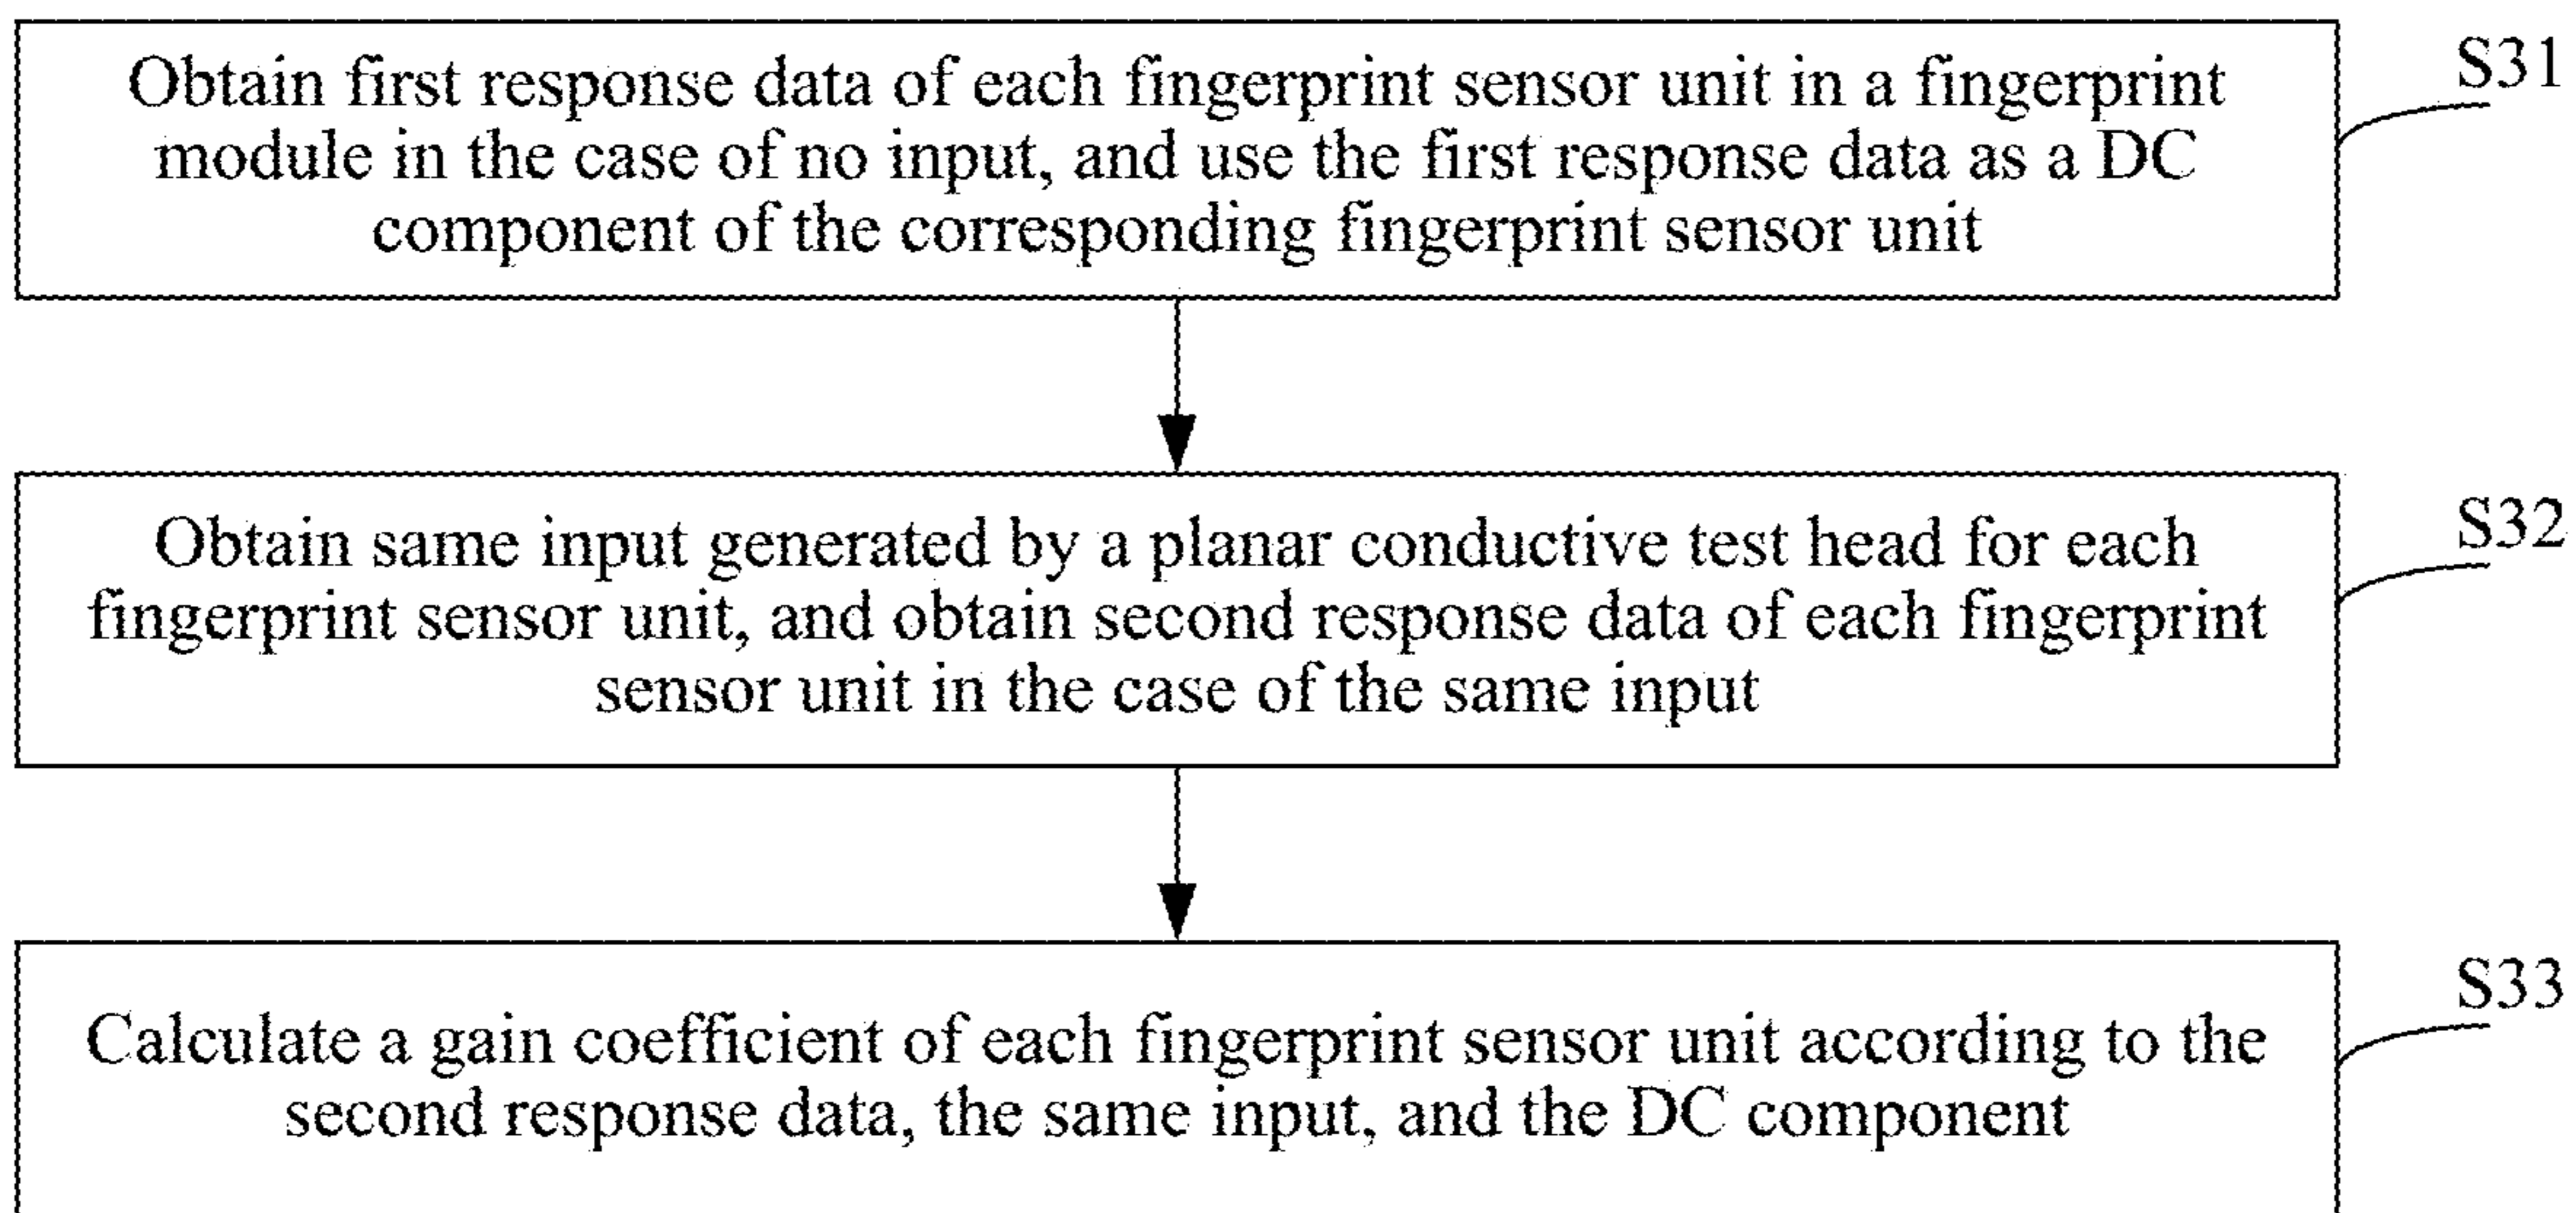 Obtain first response data of each fingerprint sensor unit in a fingerprint
module in the case of no input, and use the first response data as a DC
component of the corresponding fingerprint sensor unit
S31
Obtain same input generated by a planar conductive test head for each
fingerprint sensor unit, and obtain second response data of each fingerprint
sensor unit in the case of the same input
S32
Calculate a gain coefficient of each fingerprint sensor unit according to the
second response data, the same input, and the DC component
S33